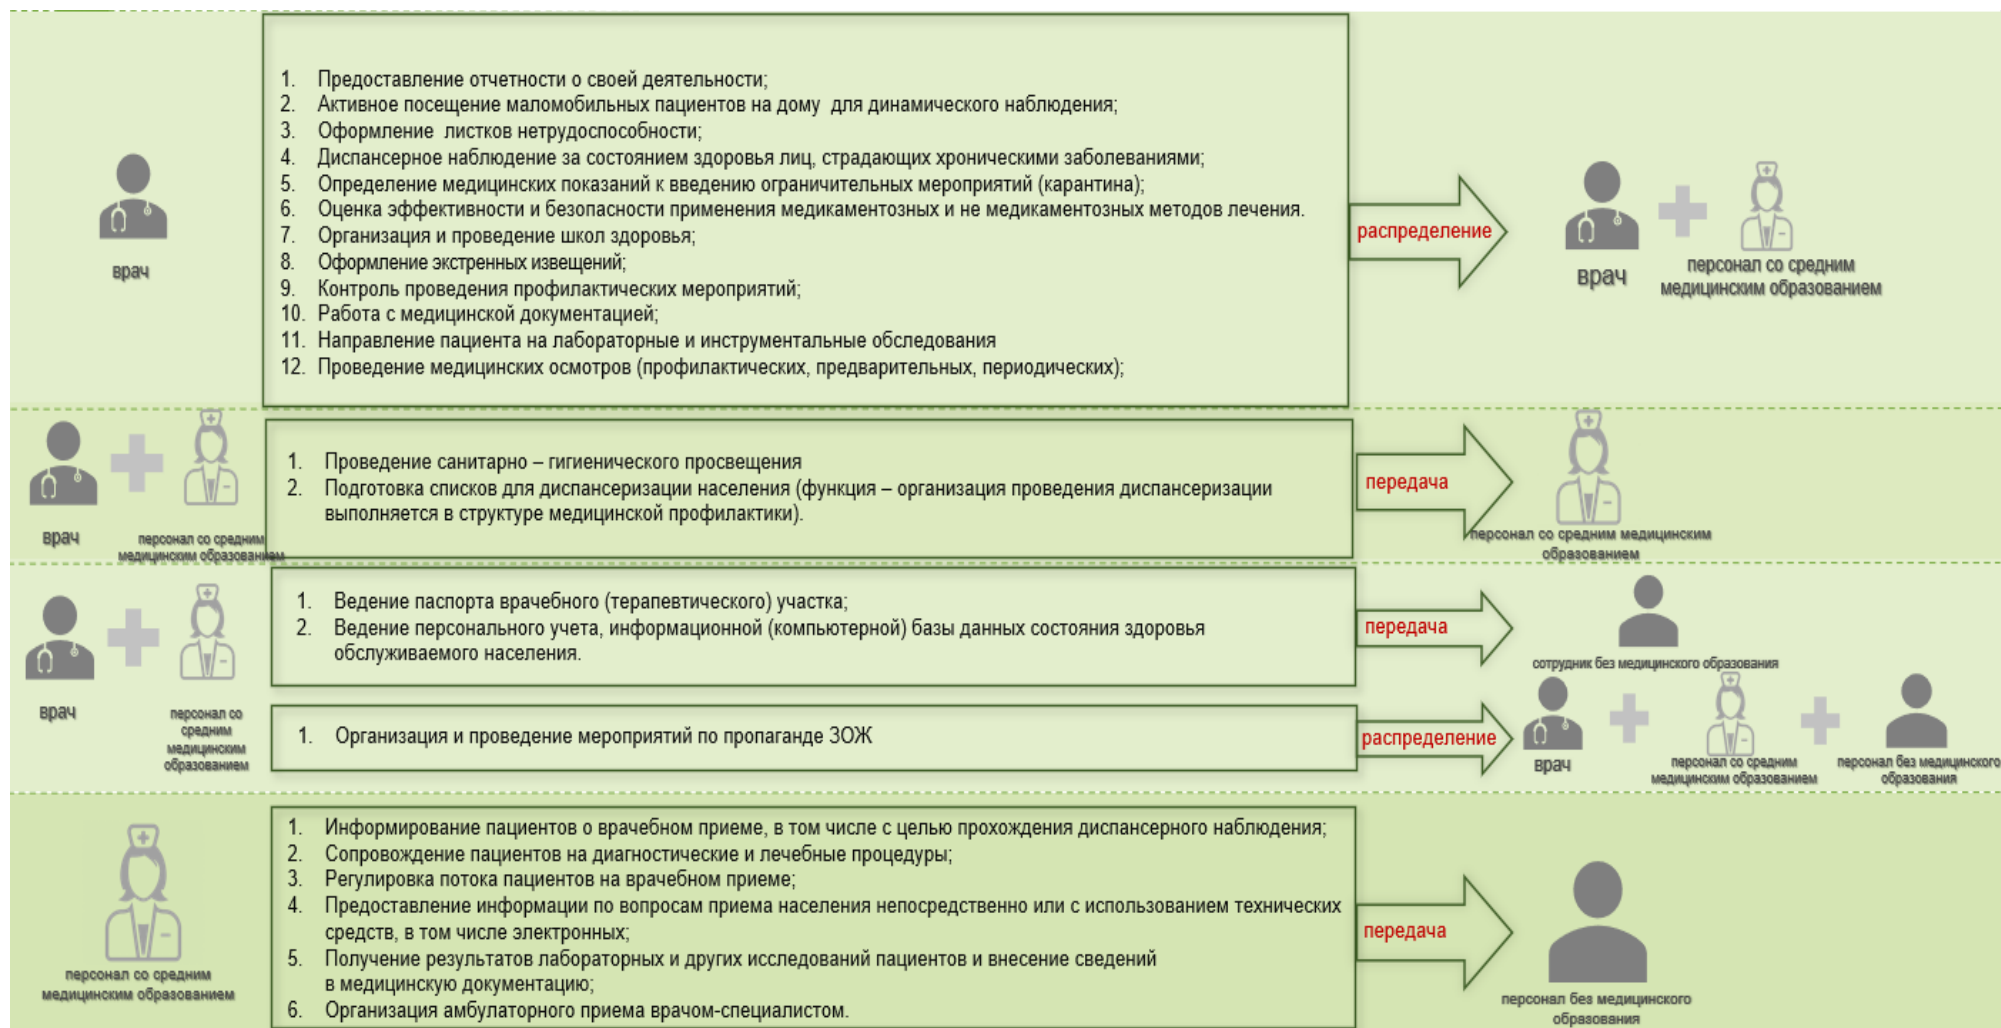 1. Предоставление отчетности о своей деятельности;
2. Активное посещение маломобильных пациентов на дому для динамического наблюдения;
3. Оформление листков нетрудоспособности;
4. Диспансерное наблюдение за состоянием здоровья лиц, страдающих хроническими заболеваниями;
5. Определение медицинских показаний к введению ограничительных мероприятий (карантина);
6. Оценка эффективности и безопасности применения медикаментозных и не медикаментозных методов лечения.
7. Организация и проведение школ здоровья;
8. Оформление экстренных извещений;
9. Контроль проведения профилактических мероприятий;
10. Работа с медицинской документацией;
11. Направление пациента на лабораторные и инструментальные обследования
12. Проведение медицинских осмотров (профилактических, предварительных, периодических);
врач
распределение
врач
персонал со средним
медицинским образованием
врач
персонал со средним
медицинским образованием
1. Проведение санитарно – гигиенического просвещения
2. Подготовка списков для диспансеризации населения (функция – организация проведения диспансеризации
выполняется в структуре медицинской профилактики).
передача
персонал со средним медицинским
образованием
врач
персонал со
средним
медицинским
образованием
1. Ведение паспорта врачебного (терапевтического) участка;
2. Ведение персонального учета, информационной (компьютерной) базы данных состояния здоровья
обслуживаемого населения.
передача
сотрудник без медицинского образования
1. Организация и проведение мероприятий по пропаганде ЗОЖ
распределение
врач
персонал со средним
медицинским образованием
персонал без медицинского
образования
персонал со средним
медицинским образованием
1. Информирование пациентов о врачебном приеме, в том числе с целью прохождения диспансерного наблюдения;
2. Сопровождение пациентов на диагностические и лечебные процедуры;
3. Регулировка потока пациентов на врачебном приеме;
4. Предоставление информации по вопросам приема населения непосредственно или с использованием технических
средств, в том числе электронных;
5. Получение результатов лабораторных и других исследований пациентов и внесение сведений
в медицинскую документацию;
6. Организация амбулаторного приема врачом-специалистом.
передача
персонал без медицинского
образования